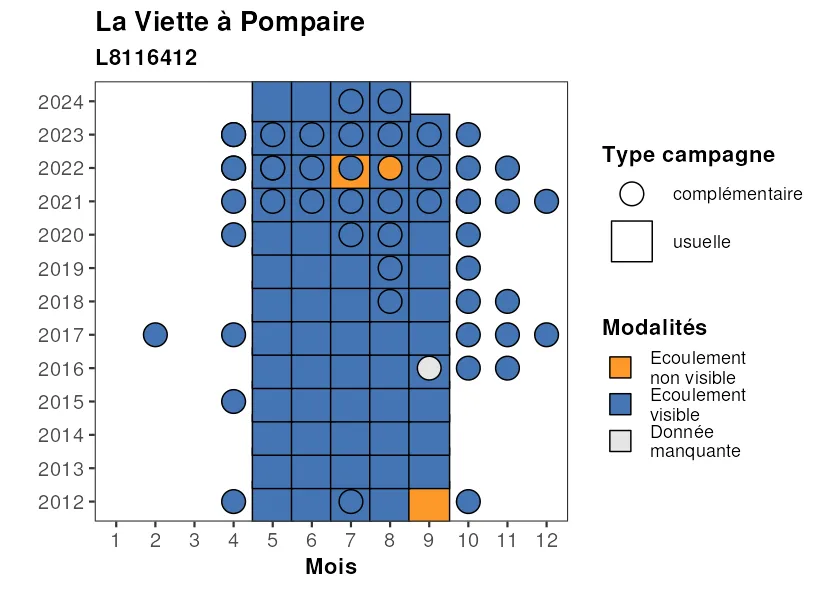 La Viette à Pompaire
L8116412
2024
2023
2022
2021
2020
2019
2018
2017
2016
2015
2014
2013
2012
1 2 3 4 5 6 7 8 9 10 11 12
Mois
Type campagne
complémentaire
usuelle
Modalités
Ecoulement
non visible
Ecoulement
visible
Donnée
manquante